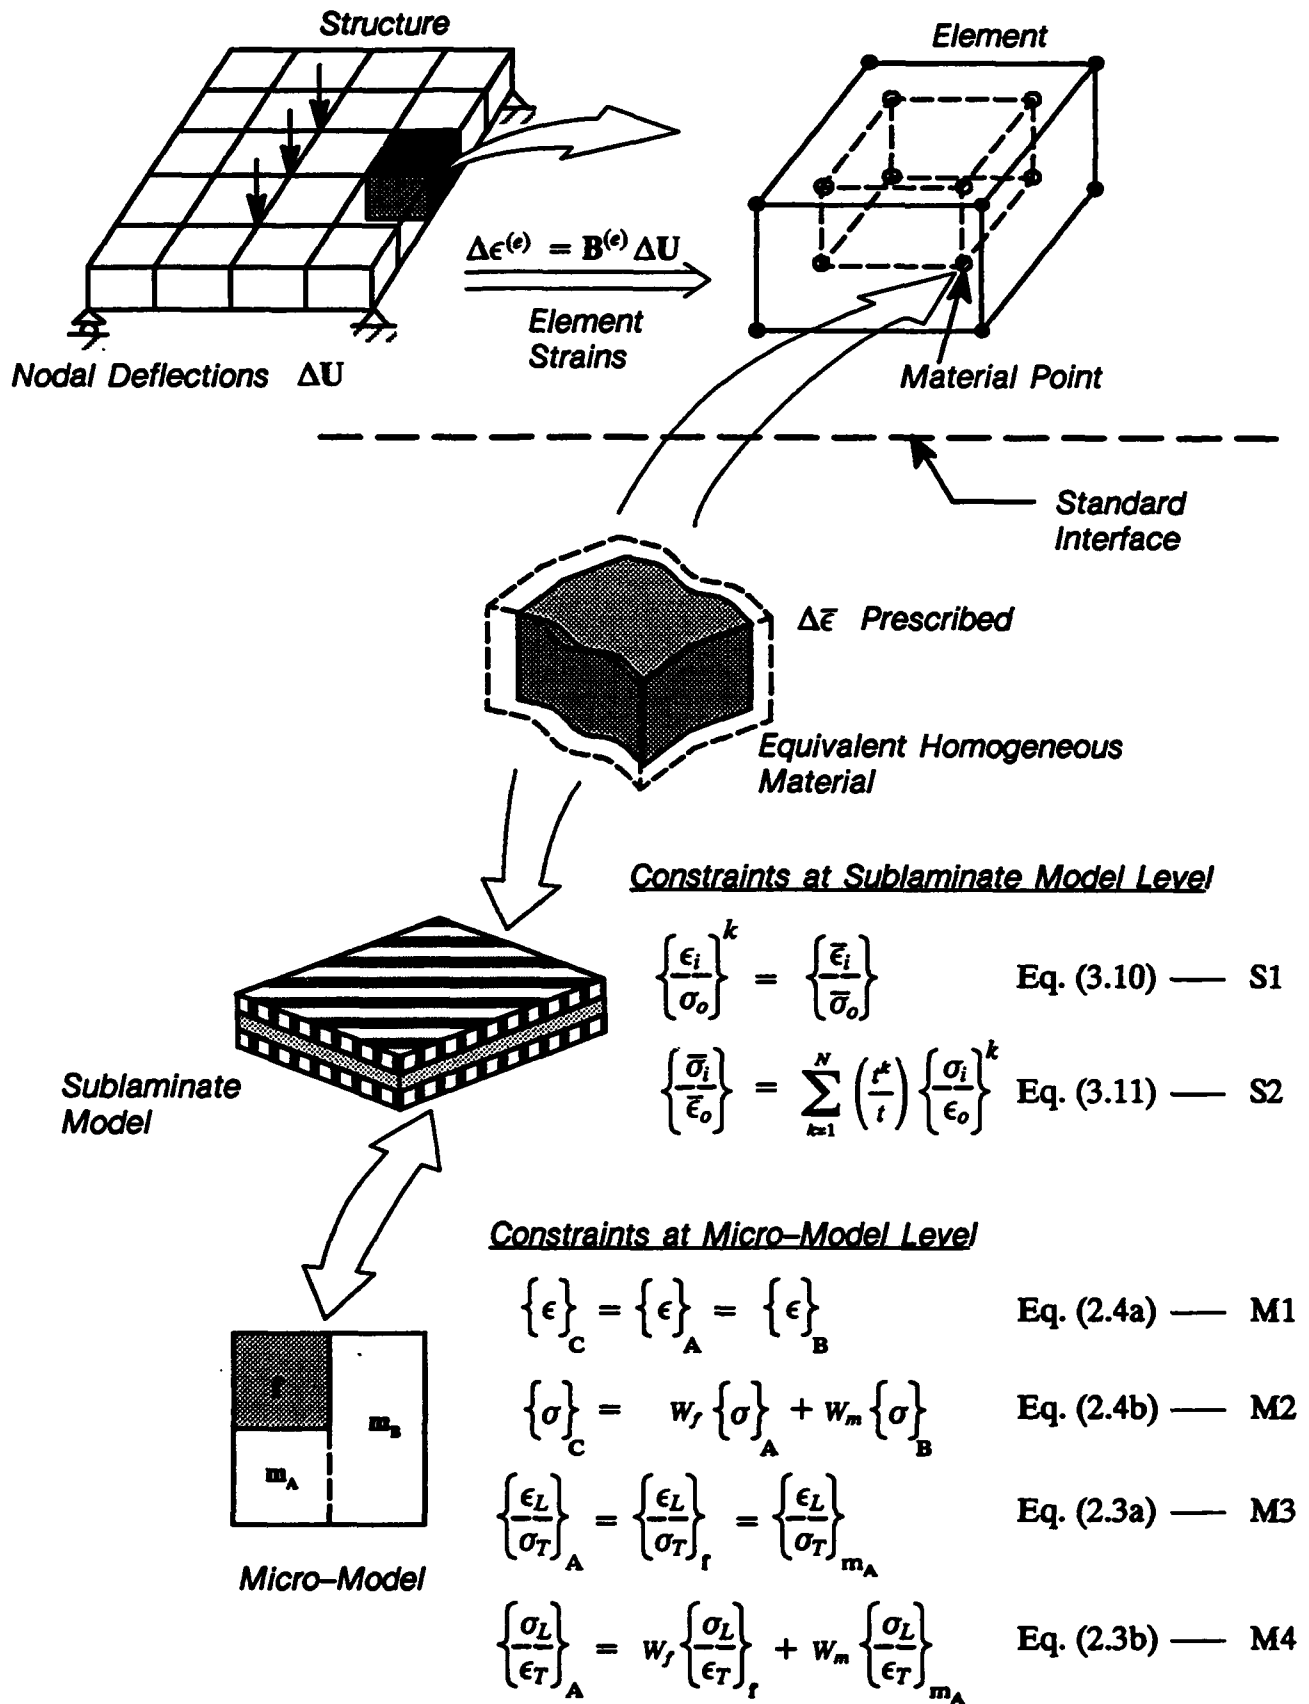 Structure
Element
Δϵ^(e) = B^(e) ΔU
Element
Strains
Nodal Deflections ΔU
Material Point
Standard
Interface
Δϵ̄ Prescribed
Equivalent Homogeneous
Material
Constraints at Sublaminate Model Level
{ϵ_i / σ_o}^k = {ϵ̄_i / σ̄_o} Eq. (3.10) — S1
{σ̄_i / ϵ̄_o} = ∑_{k=1}^{N} (t^k / t) {σ_i / ϵ_o}^k Eq. (3.11) — S2
Sublaminate
Model
Constraints at Micro–Model Level
{ϵ}_C = {ϵ}_A = {ϵ}_B Eq. (2.4a) — M1
{σ}_C = W_f {σ}_A + W_m {σ}_B Eq. (2.4b) — M2
f
m_B
m_A
{ϵ_L / σ_T}_A = {ϵ_L / σ_T}_f = {ϵ_L / σ_T}_{m_A} Eq. (2.3a) — M3
Micro–Model
{σ_L / ϵ_T}_A = W_f {σ_L / ϵ_T}_f + W_m {σ_L / ϵ_T}_{m_A} Eq. (2.3b) — M4